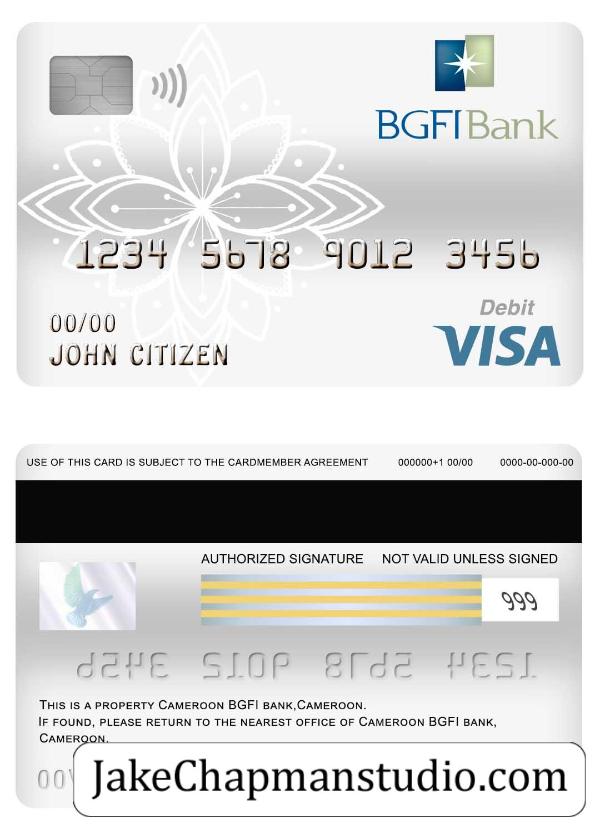 BGFIBank
1234 5678 9012 3456
Debit
00/00
VISA
JOHN CITIZEN
USE OF THIS CARD IS SUBJECT TO THE CARDMEMBER AGREEMENT 000000+1 00/00 0000-00-000-00
AUTHORIZED SIGNATURE NOT VALID UNLESS SIGNED
999
1234 5678 9012 3456
THIS IS A PROPERTY CAMEROON BGFI BANK,CAMEROON.
IF FOUND, PLEASE RETURN TO THE NEAREST OFFICE OF CAMEROON BGFI BANK,
CAMEROON.
JakeChapmanstudio.com